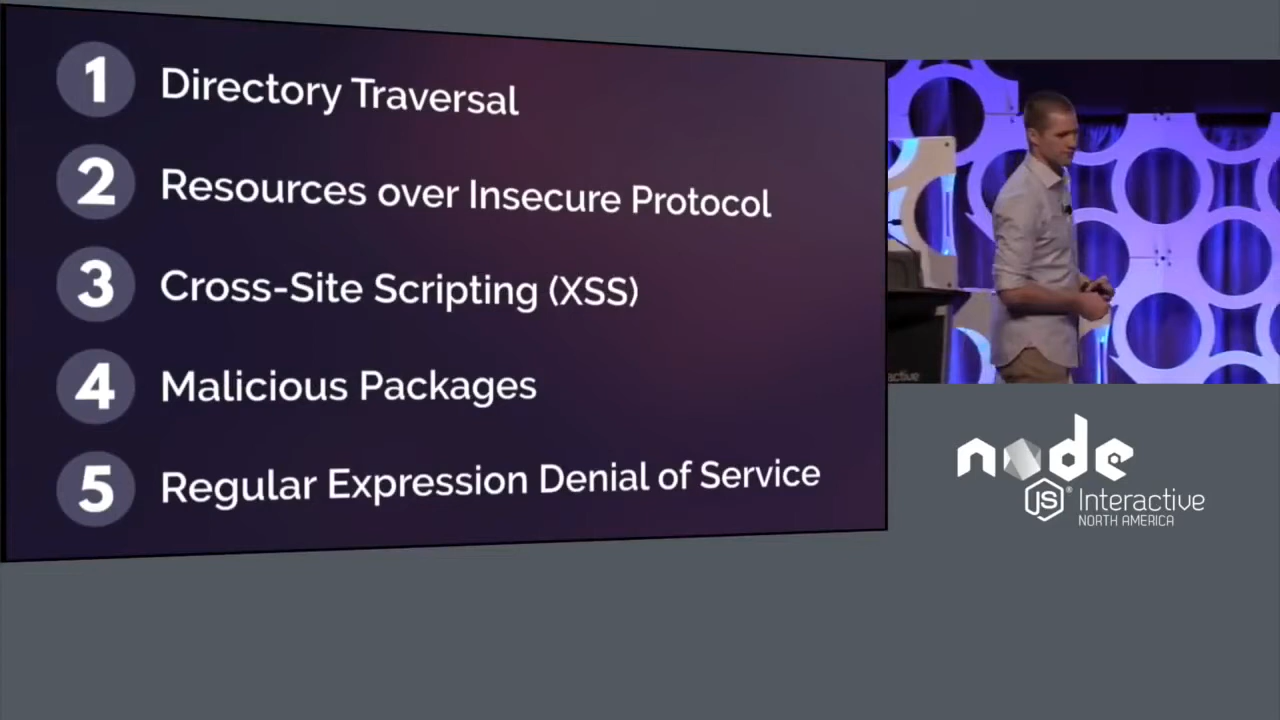 1 Directory Traversal
2 Resources over Insecure Protocol
3 Cross-Site Scripting (XSS)
4 Malicious Packages
5 Regular Expression Denial of Service
active
node
JS® Interactive
NORTH AMERICA